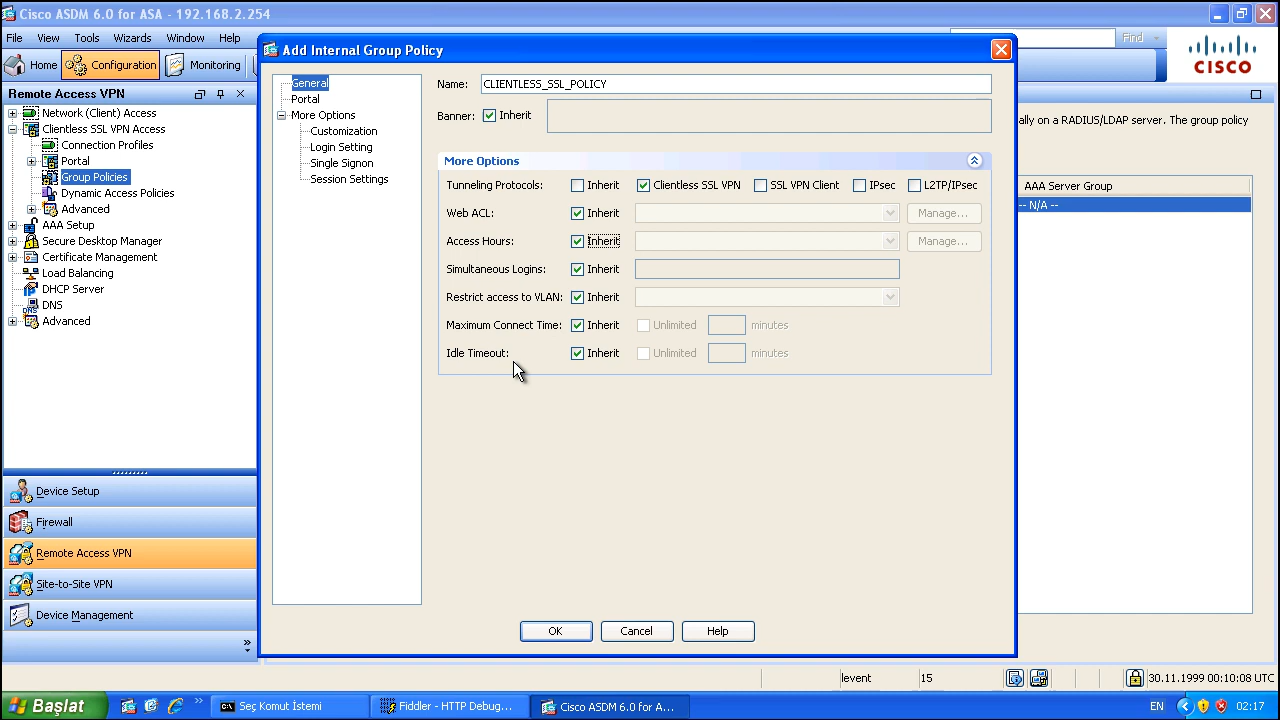 Cisco ASDM 6.0 for ASA - 192.168.2.254
File View Tools Wizards Window Help
Find
Home Configuration Monitoring
CISCO
Remote Access VPN
Network (Client) Access
Clientless SSL VPN Access
Connection Profiles
Portal
Group Policies
Dynamic Access Policies
Advanced
AAA Setup
Secure Desktop Manager
Certificate Management
Load Balancing
DHCP Server
DNS
Advanced
Device Setup
Firewall
Remote Access VPN
Site-to-Site VPN
Device Management
»
Add Internal Group Policy
General
Portal
More Options
Customization
Login Setting
Single Signon
Session Settings
Name: CLIENTLESS_SSL_POLICY
Banner: Inherit
More Options
Tunneling Protocols: Inherit Clientless SSL VPN SSL VPN Client IPsec L2TP/IPsec
Web ACL: Inherit Manage...
Access Hours: Inherit Manage...
Simultaneous Logins: Inherit
Restrict access to VLAN: Inherit
Maximum Connect Time: Inherit Unlimited minutes
Idle Timeout: Inherit Unlimited minutes
OK Cancel Help
ally on a RADIUS/LDAP server. The group policy
AAA Server Group
-- N/A --
levent 15 30.11.1999 00:10:08 UTC
Başlat » Seç Komut İstemi Fiddler - HTTP Debug... Cisco ASDM 6.0 for A... EN 02:17